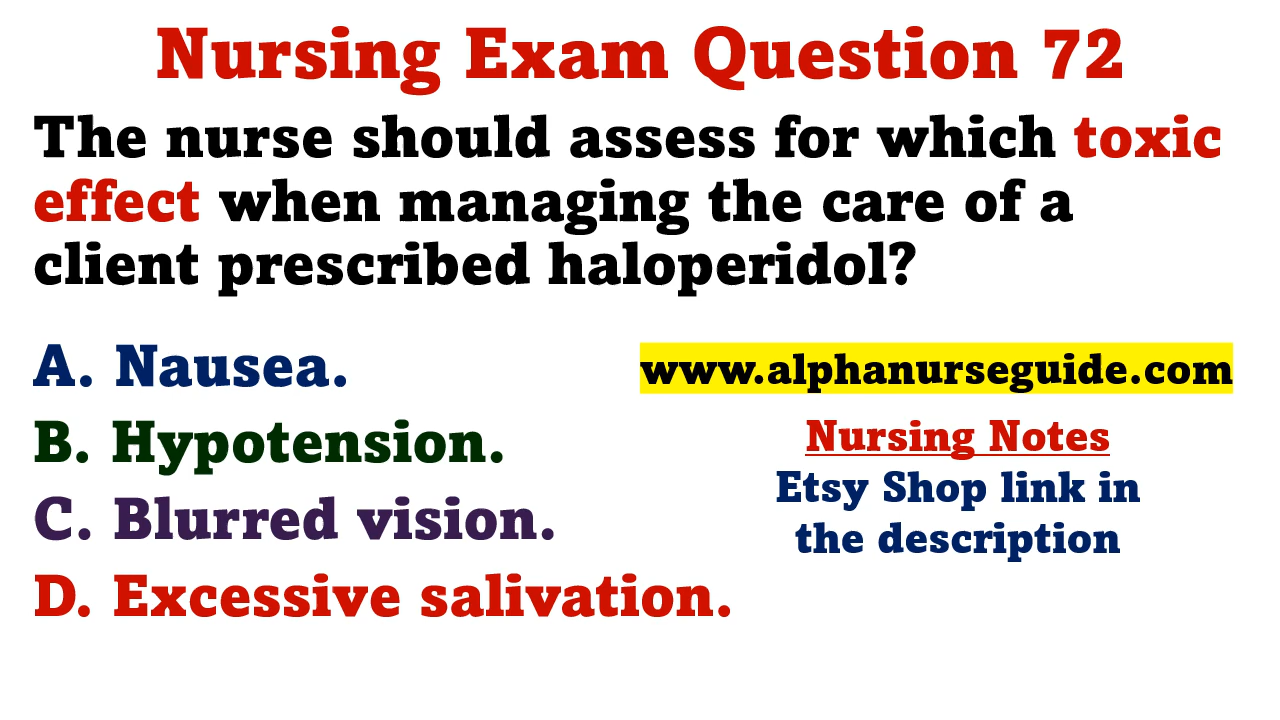 Nursing Exam Question 72
The nurse should assess for which toxic
effect when managing the care of a
client prescribed haloperidol?
A. Nausea.
B. Hypotension.
C. Blurred vision.
D. Excessive salivation.
www.alphanurseguide.com
Nursing Notes
Etsy Shop link in
the description